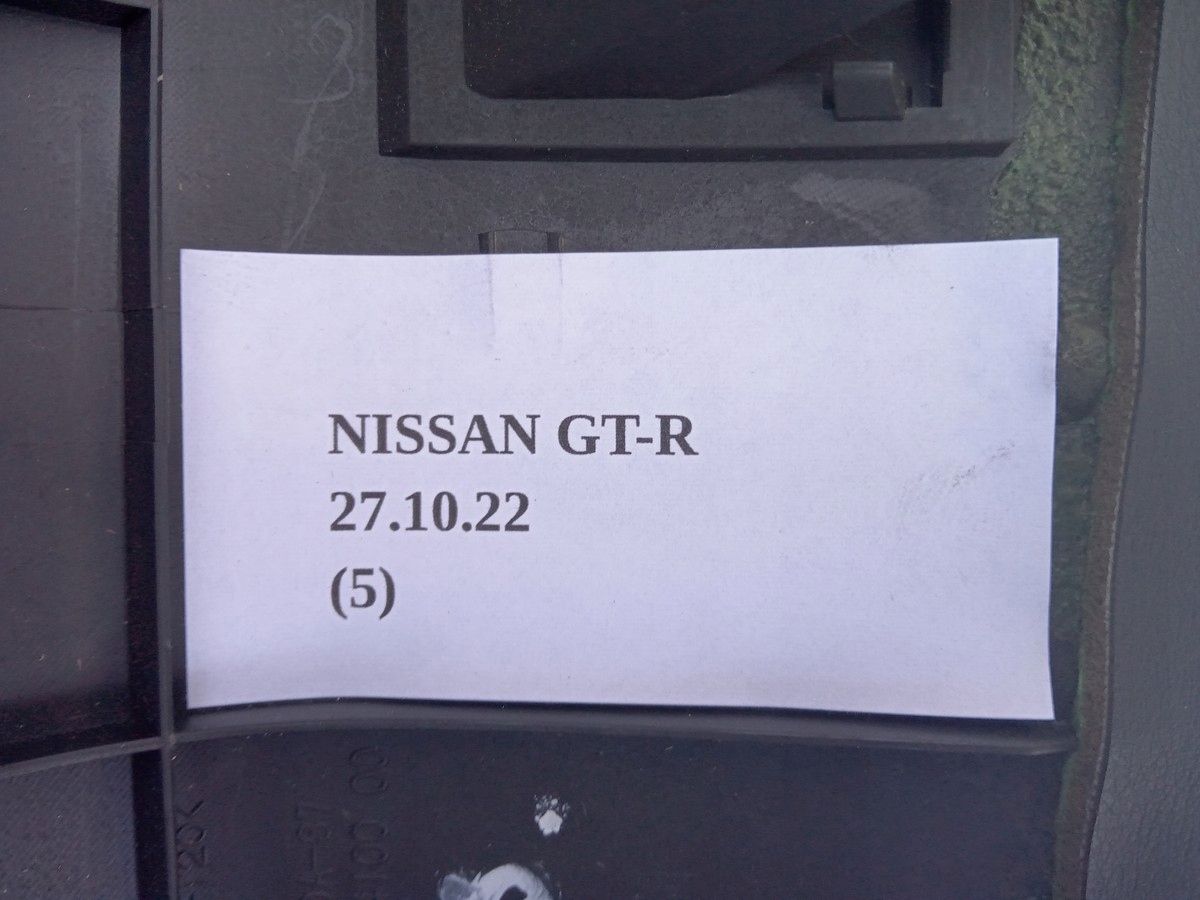 NISSAN GT-R
27.10.22
(5)